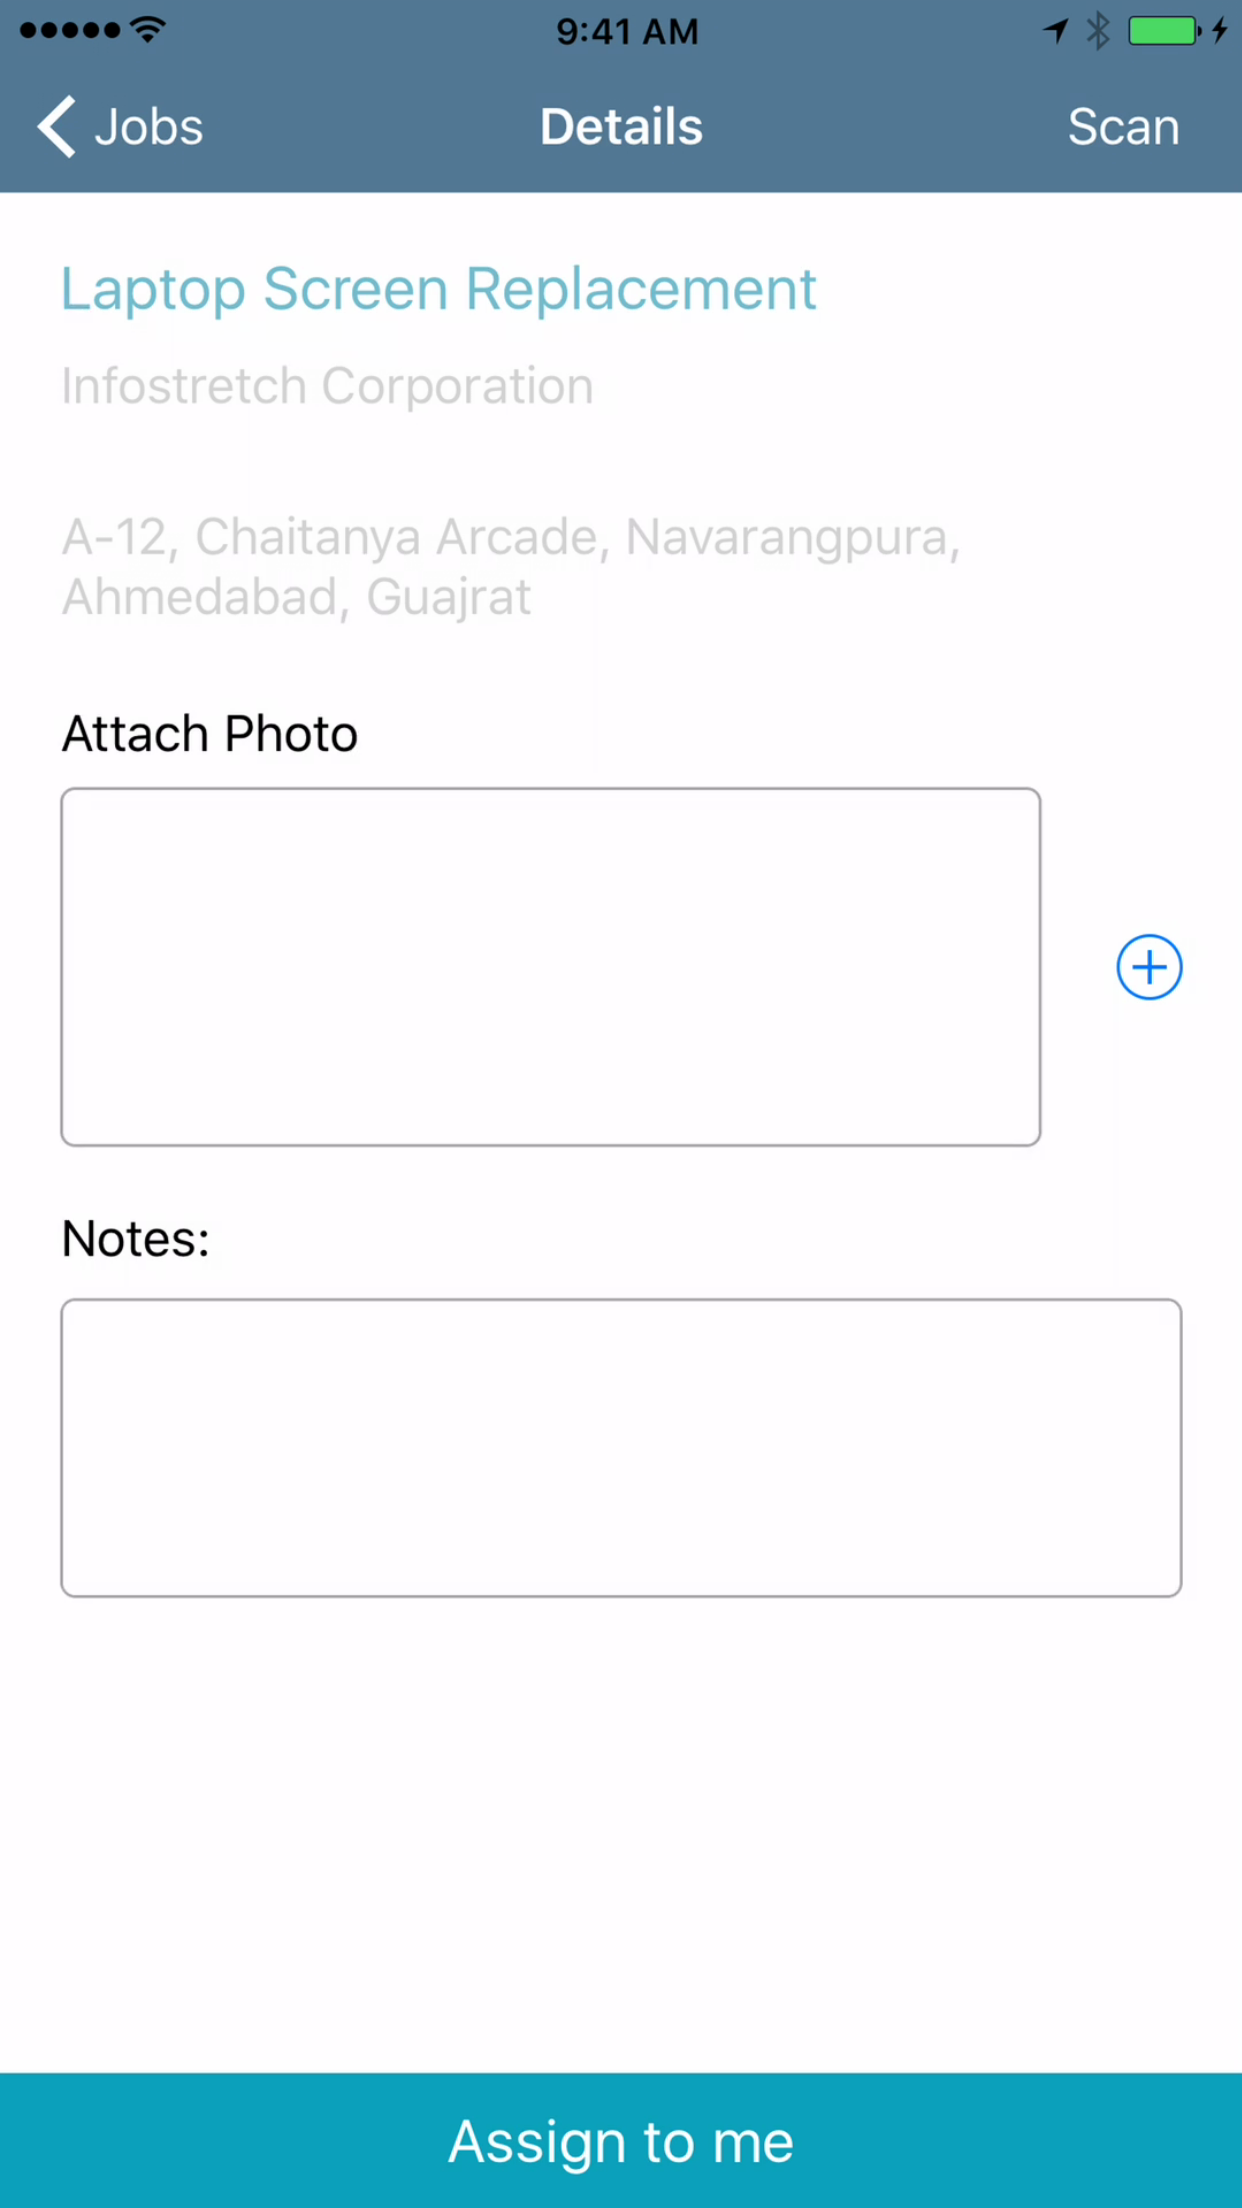 9:41 AM
Jobs
Details
Scan
Laptop Screen Replacement
Infostretch Corporation
A-12, Chaitanya Arcade, Navarangpura,
Ahmedabad, Guajrat
Attach Photo
Notes:
Assign to me